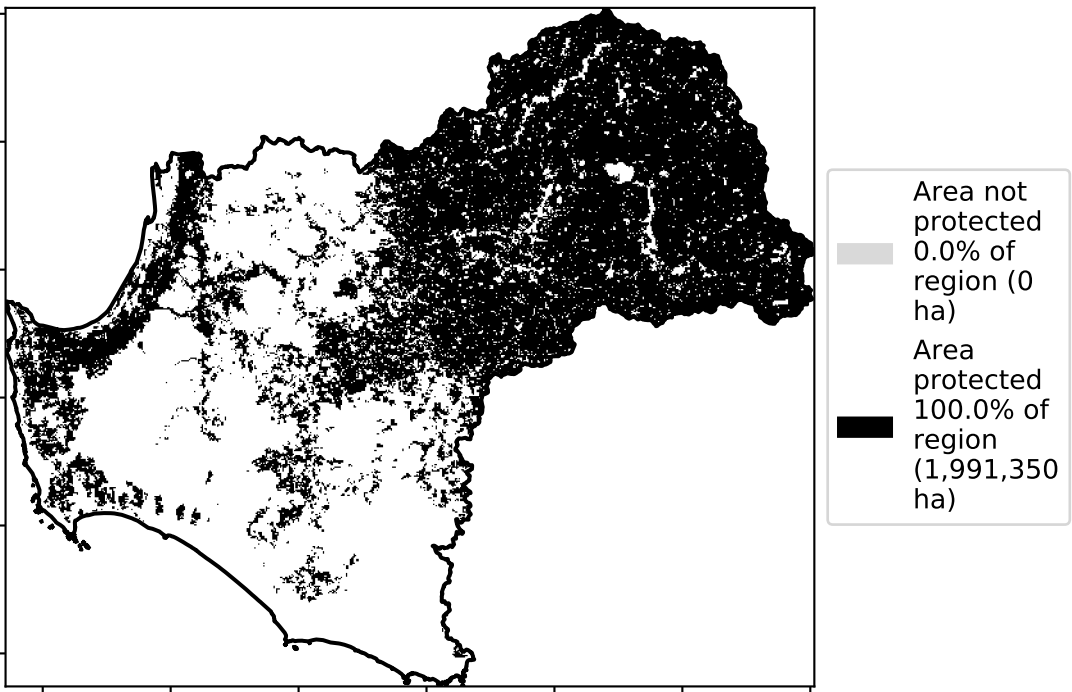 Area not
protected
0.0% of
region (0
ha)
Area
protected
100.0% of
region
(1,991,350
ha)